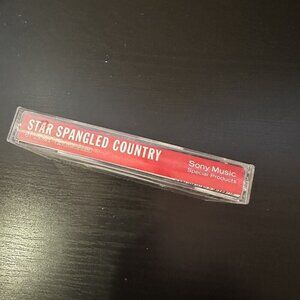 STAR SPANGLED COUNTRY
Sony Music
Special Products